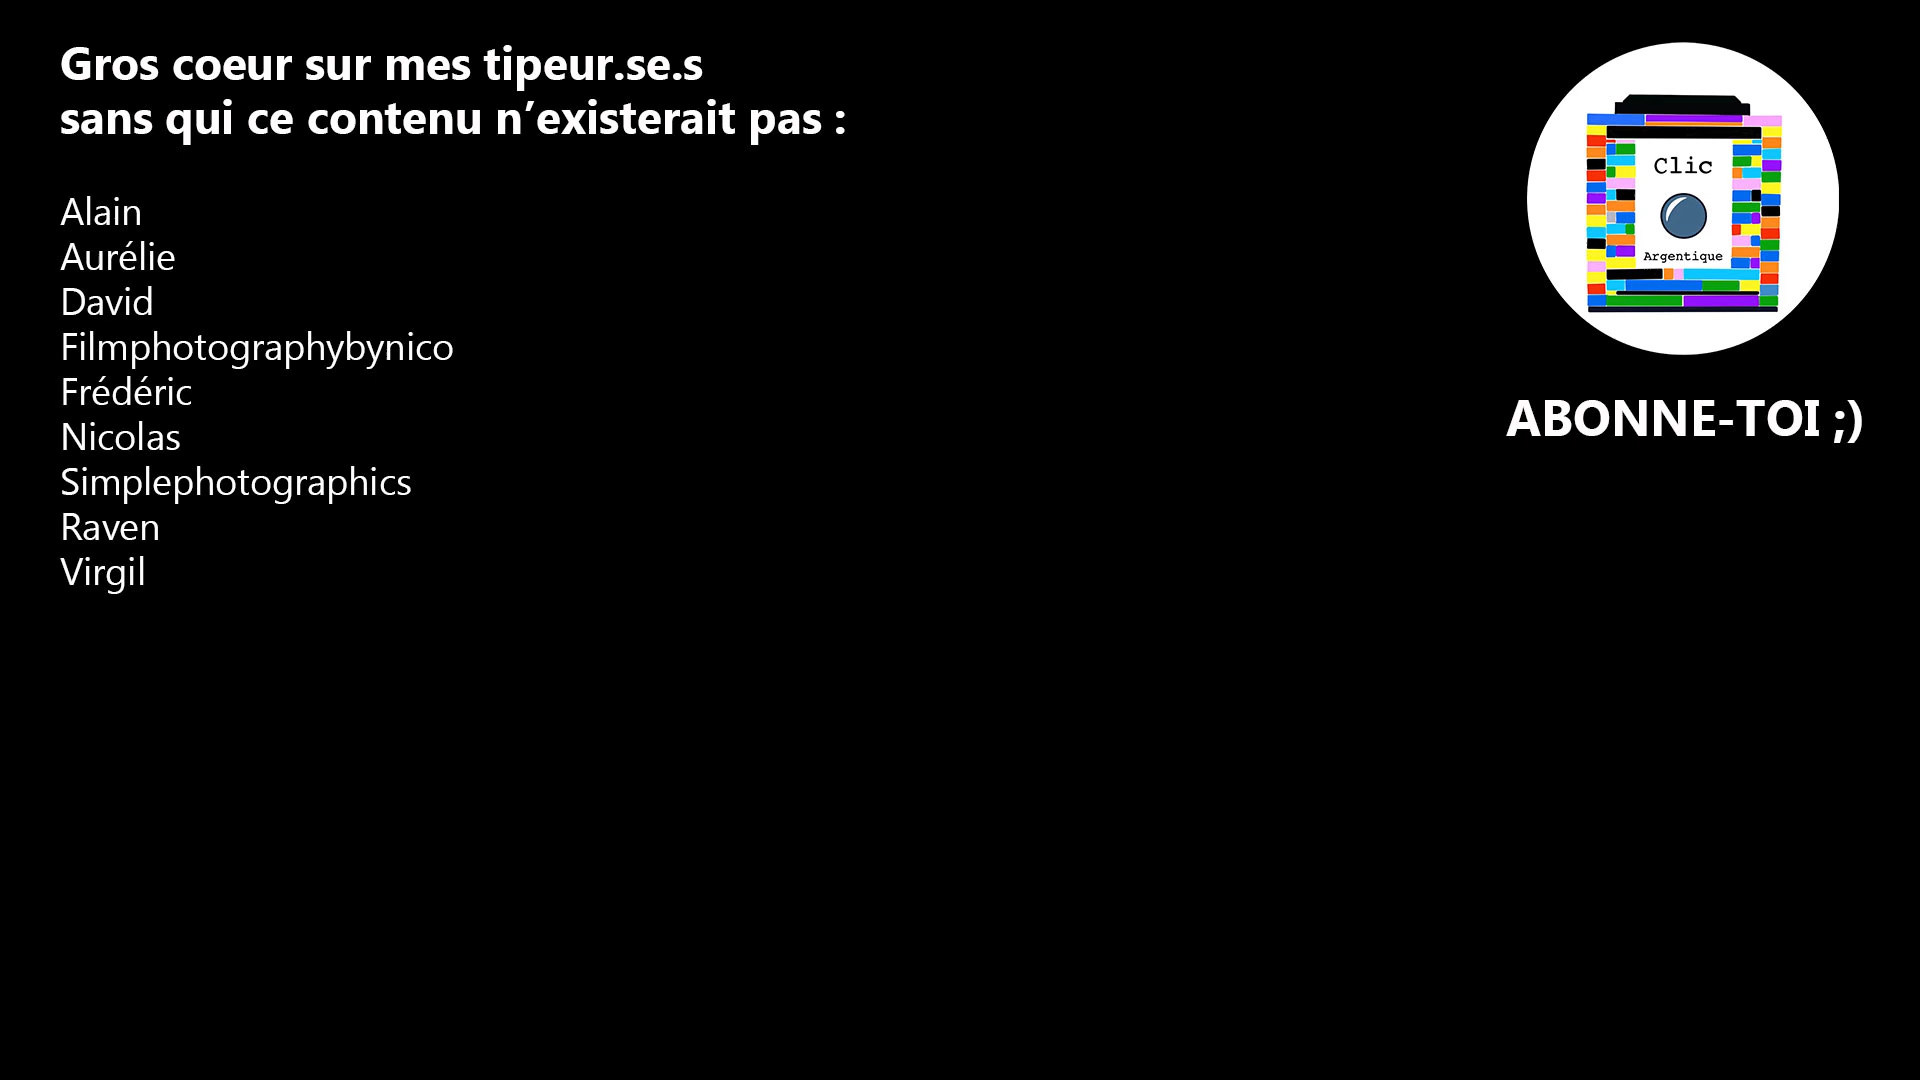 Gros coeur sur mes tipeur.se.s
sans qui ce contenu n’existerait pas :
Alain
Aurélie
David
Filmphotographybynico
Frédéric
Nicolas
Simplephotographics
Raven
Virgil
Clic
Argentique
ABONNE-TOI ;)